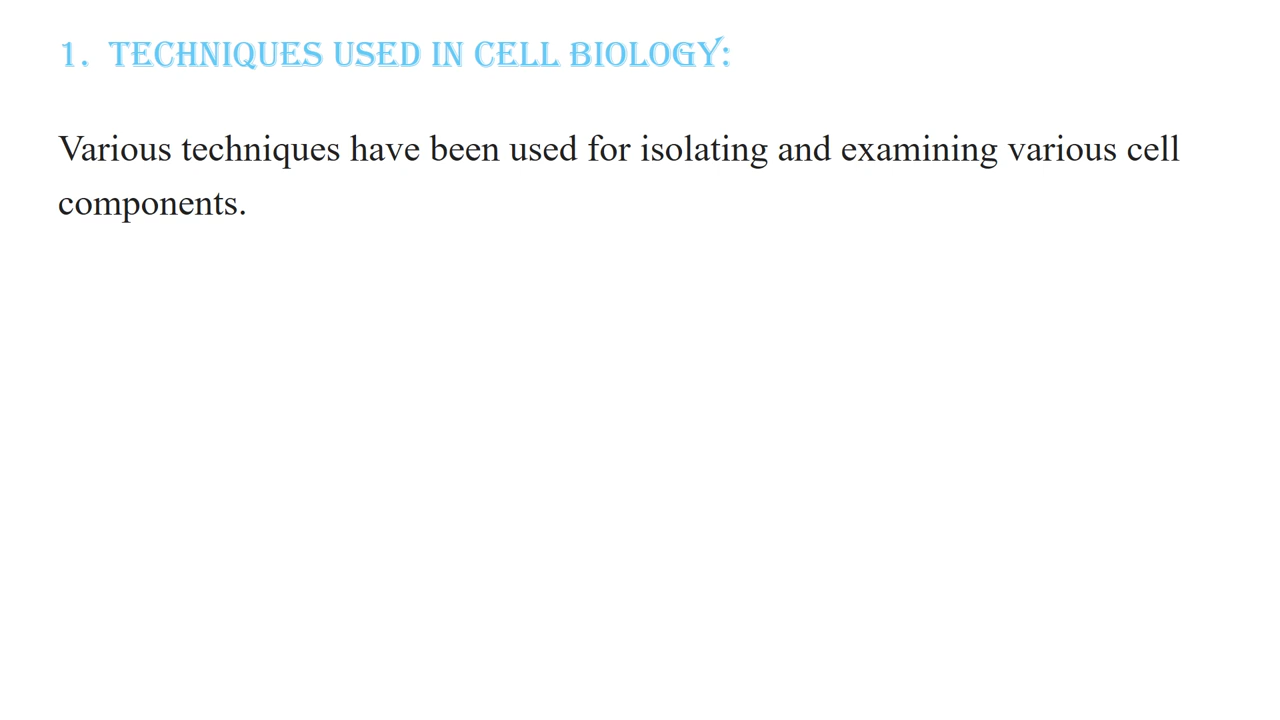 1. TECHNIQUES USED IN CELL BIOLOGY:
Various techniques have been used for isolating and examining various cell
components.